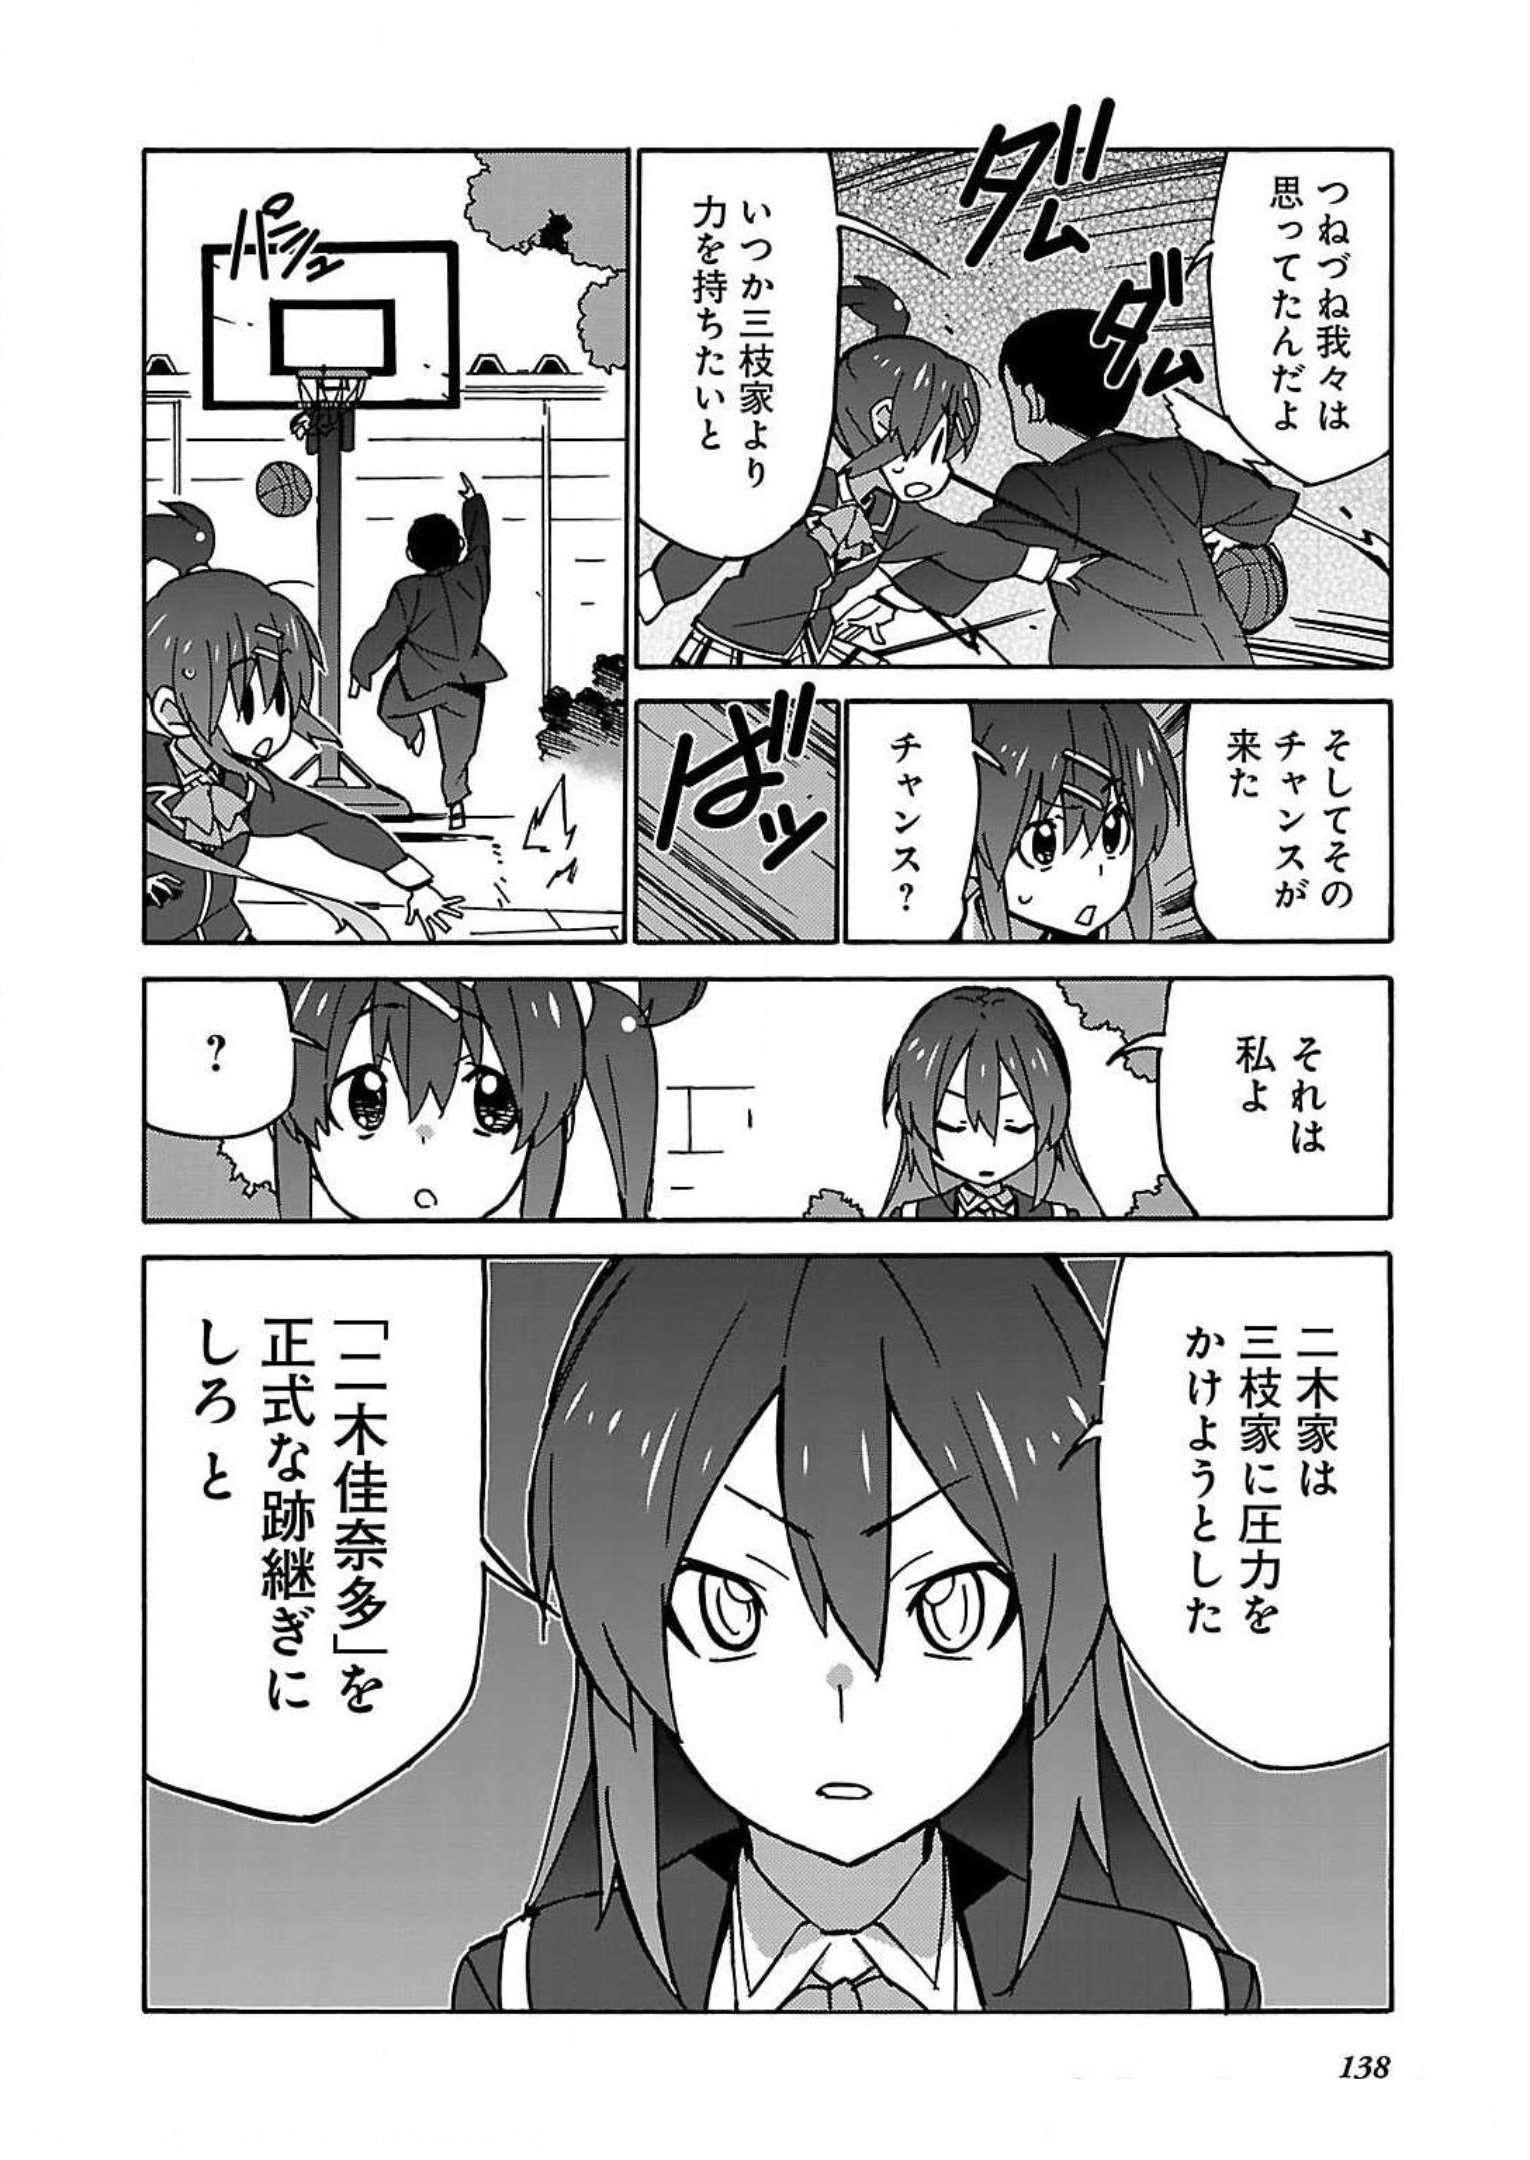 つねづね我々は
思ってたんだよ
ダムッ
ダム
いつか三枝家より
力を持ちたいと
そしてその
チャンスが
来た
チャンス?
ばッ
パシュ
それは
私よ
?
二木家は
三枝家に圧力を
かけようとした
「二木佳奈多」を
正式な跡継ぎに
しろと
138